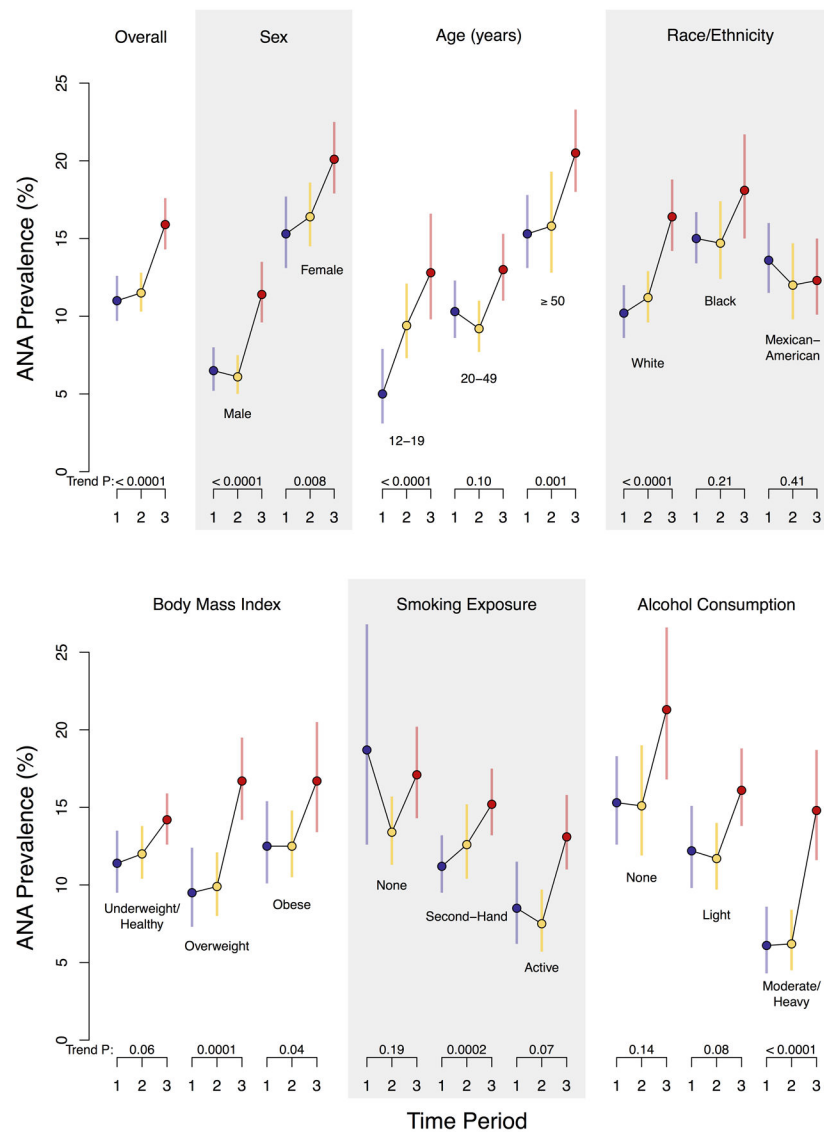 Overall Sex Age (years) Race/Ethnicity
ANA Prevalence (%)
25
20
15
10
5
0
Female
Male
≥ 50
20−49
12−19
Black
White
Mexican−
American
Trend P: < 0.0001 < 0.0001 0.008 < 0.0001 0.10 0.001 < 0.0001 0.21 0.41
1 2 3 1 2 3 1 2 3 1 2 3 1 2 3 1 2 3 1 2 3 1 2 3 1 2 3
Body Mass Index Smoking Exposure Alcohol Consumption
ANA Prevalence (%)
25
20
15
10
5
0
Underweight/
Healthy
Overweight
Obese
None
Second−Hand
Active
None
Light
Moderate/
Heavy
Trend P: 0.06 0.0001 0.04 0.19 0.0002 0.07 0.14 0.08 < 0.0001
1 2 3 1 2 3 1 2 3 1 2 3 1 2 3 1 2 3 1 2 3 1 2 3 1 2 3
Time Period